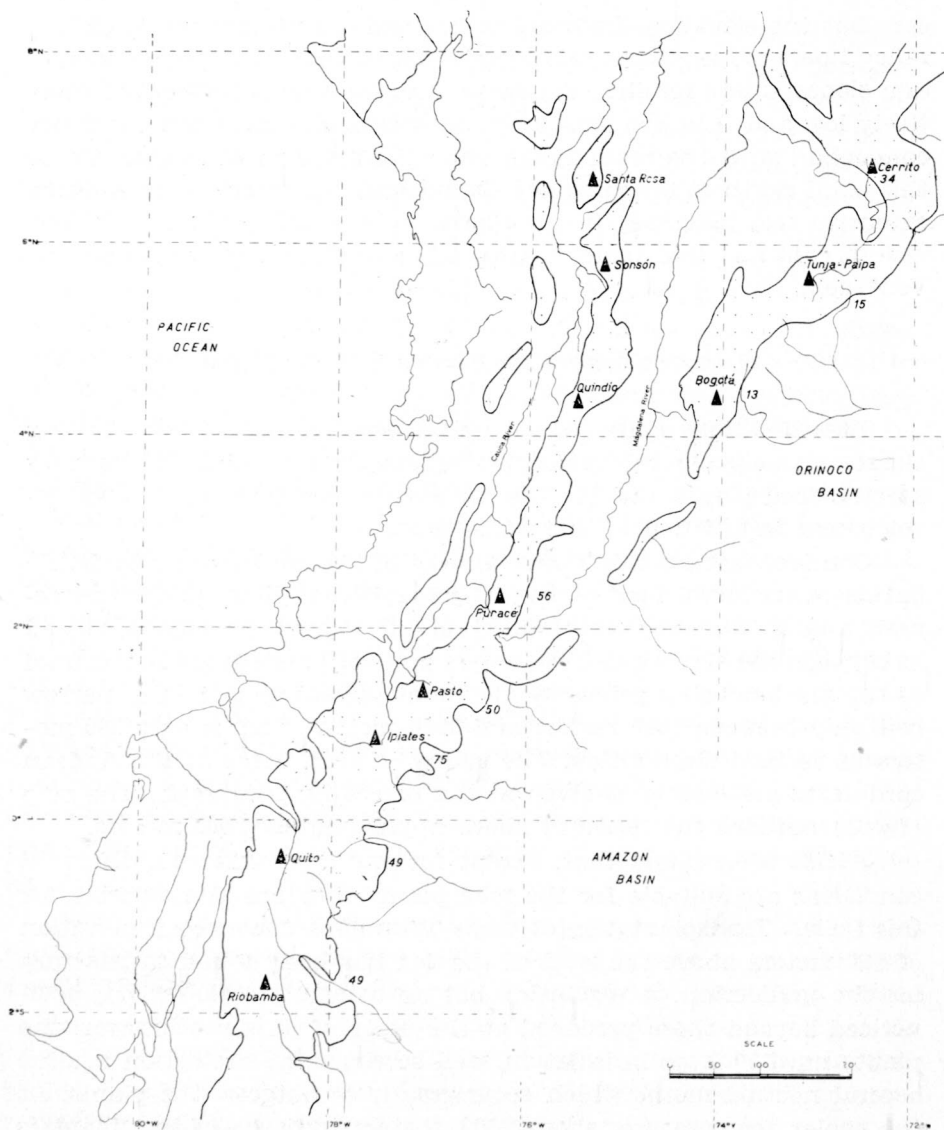 8°N
Cerrito
34
Santa Rosa
6°N
Sonsón
Tunja-Paipa
15
PACIFIC
OCEAN
Bogotá
13
Quindío
Cauca River
Magdalena River
4°N
ORINOCO
BASIN
56
Puracé
2°N
Pasto
50
Ipiales
75
0°
Quito
49
AMAZON
BASIN
49
Riobamba
2°S
SCALE
0 50 100 10
80°W
78°W
76°W
74°W
72°W